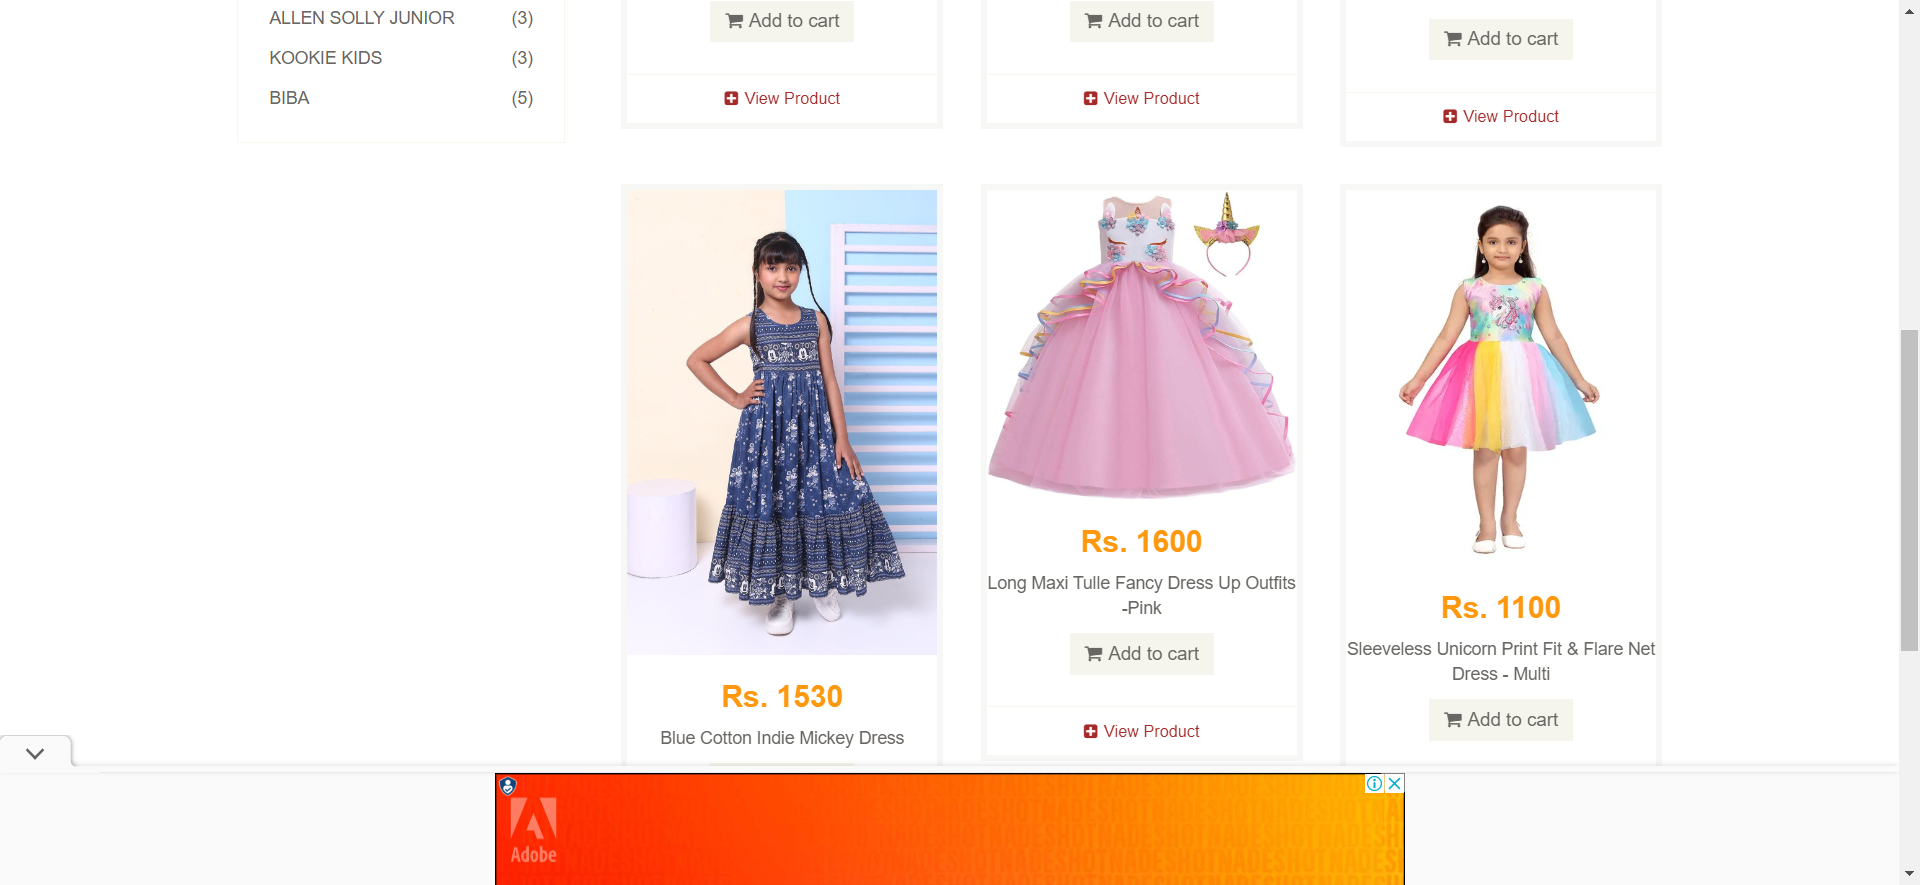 ALLEN SOLLY JUNIOR (3)
KOOKIE KIDS (3)
BIBA (5)
Add to cart
View Product
Add to cart
View Product
Add to cart
View Product
Rs. 1530
Blue Cotton Indie Mickey Dress
Rs. 1600
Long Maxi Tulle Fancy Dress Up Outfits
-Pink
Add to cart
View Product
Rs. 1100
Sleeveless Unicorn Print Fit & Flare Net
Dress - Multi
Add to cart
Adobe